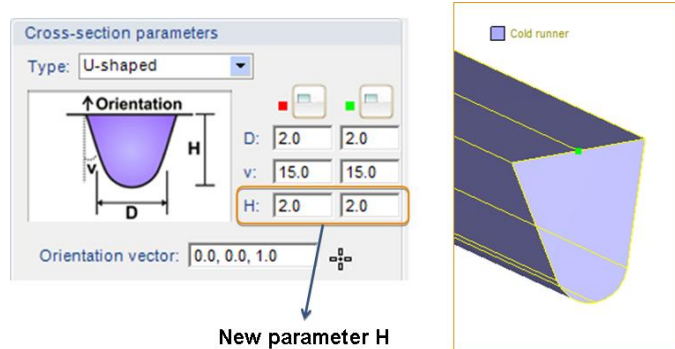 Cross-section parameters
Type: U-shaped
Orientation
H
v
D
D: 2.0 2.0
v: 15.0 15.0
H: 2.0 2.0
Orientation vector: 0.0, 0.0, 1.0
New parameter H
Cold runner